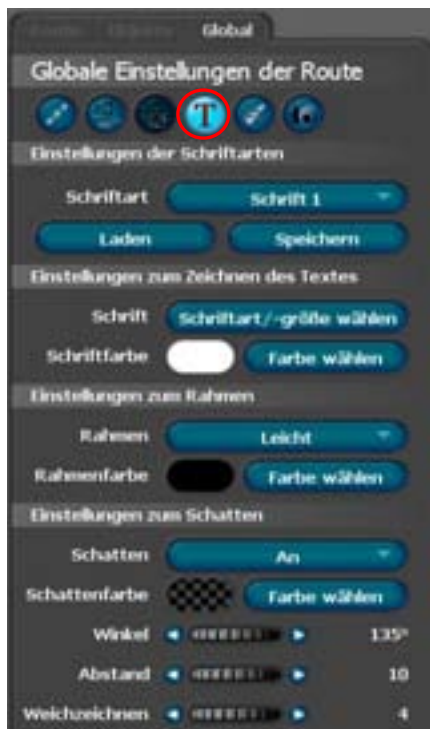 Global
Globale Einstellungen der Route
T
Einstellungen der Schriftarten
Schriftart Schrift 1
Laden Speichern
Einstellungen zum Zeichnen des Textes
Schrift Schriftart/-größe wählen
Schriftfarbe Farbe wählen
Einstellungen zum Rahmen
Rahmen Leicht
Rahmenfarbe Farbe wählen
Einstellungen zum Schatten
Schatten An
Schattenfarbe Farbe wählen
Winkel 135°
Abstand 10
Weichzeichnen 4